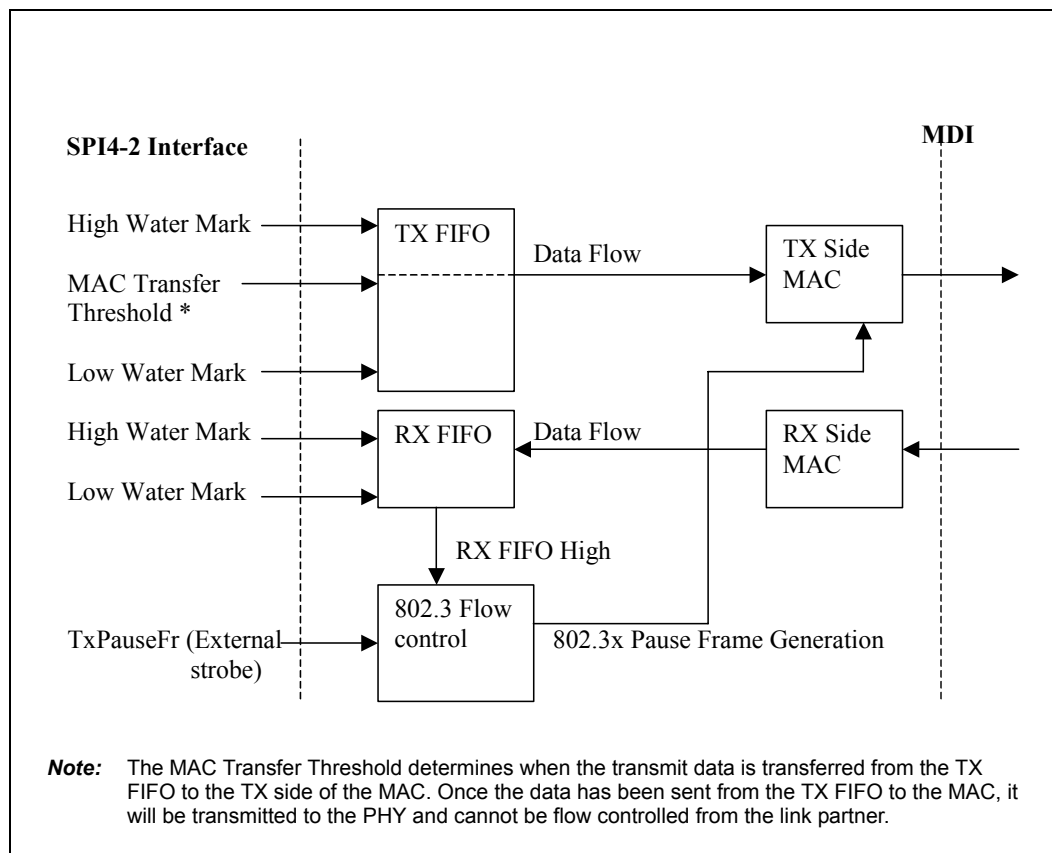 SPI4-2 Interface
MDI
High Water Mark
TX FIFO
Data Flow
TX Side
MAC
MAC Transfer
Threshold *
Low Water Mark
High Water Mark
RX FIFO
Data Flow
RX Side
MAC
Low Water Mark
RX FIFO High
802.3 Flow
control
TxPauseFr (External
strobe)
802.3x Pause Frame Generation
Note: The MAC Transfer Threshold determines when the transmit data is transferred from the TX
FIFO to the TX side of the MAC. Once the data has been sent from the TX FIFO to the MAC, it
will be transmitted to the PHY and cannot be flow controlled from the link partner.